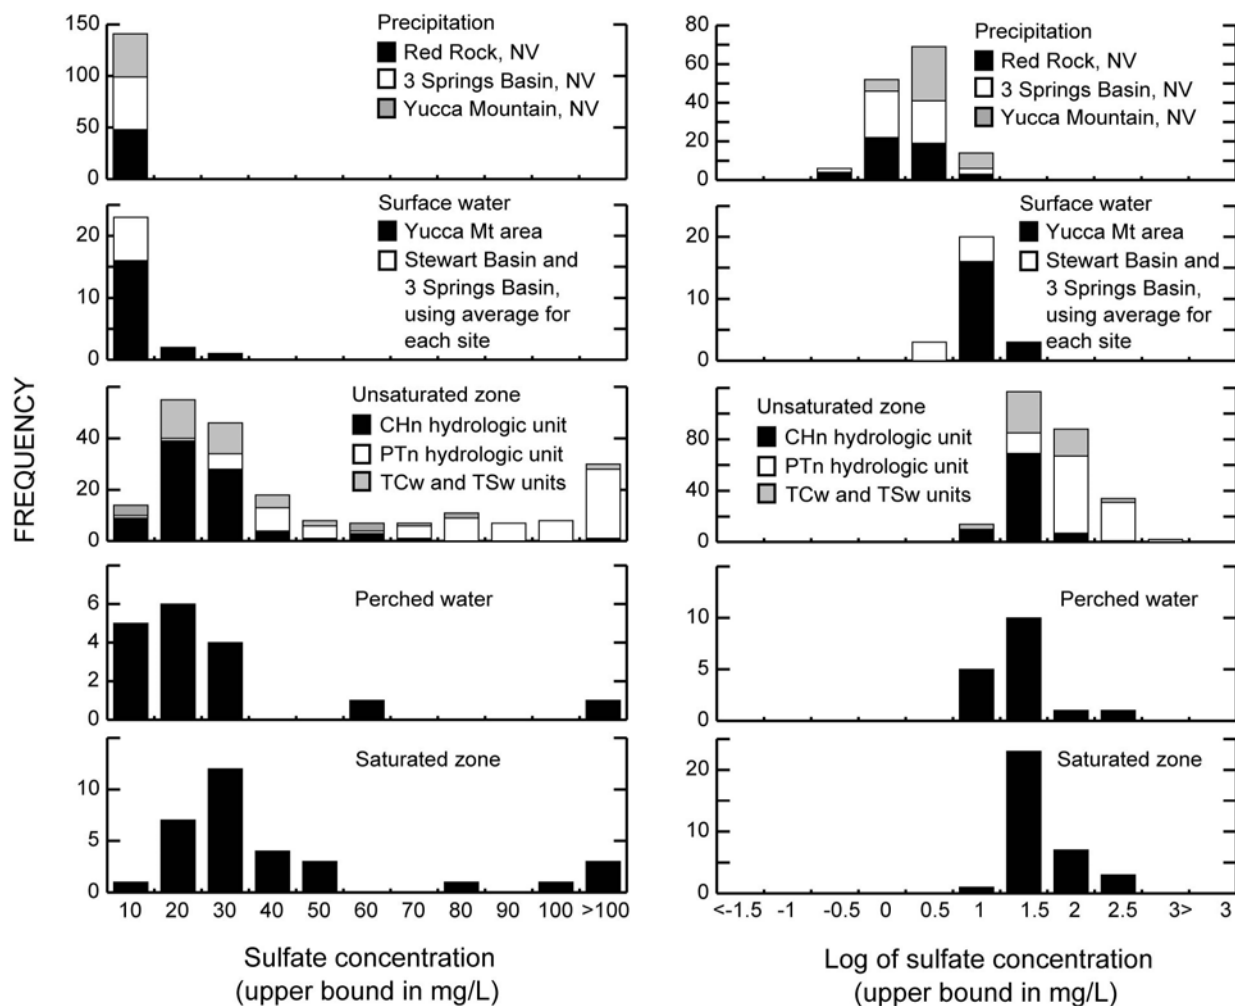 FREQUENCY
150
100
50
0
Precipitation
Red Rock, NV
3 Springs Basin, NV
Yucca Mountain, NV
20
10
0
Surface water
Yucca Mt area
Stewart Basin and
3 Springs Basin,
using average for
each site
40
20
0
Unsaturated zone
CHn hydrologic unit
PTn hydrologic unit
TCw and TSw units
6
4
2
0
Perched water
10
5
0
Saturated zone
10 20 30 40 50 60 70 80 90 100 >100
Sulfate concentration
(upper bound in mg/L)
80
60
40
20
0
Precipitation
Red Rock, NV
3 Springs Basin, NV
Yucca Mountain, NV
20
10
0
Surface water
Yucca Mt area
Stewart Basin and
3 Springs Basin,
using average for
each site
80
40
0
Unsaturated zone
CHn hydrologic unit
PTn hydrologic unit
TCw and TSw units
10
5
0
Perched water
20
10
0
Saturated zone
<-1.5 -1 -0.5 0 0.5 1 1.5 2 2.5 3> 3
Log of sulfate concentration
(upper bound in mg/L)